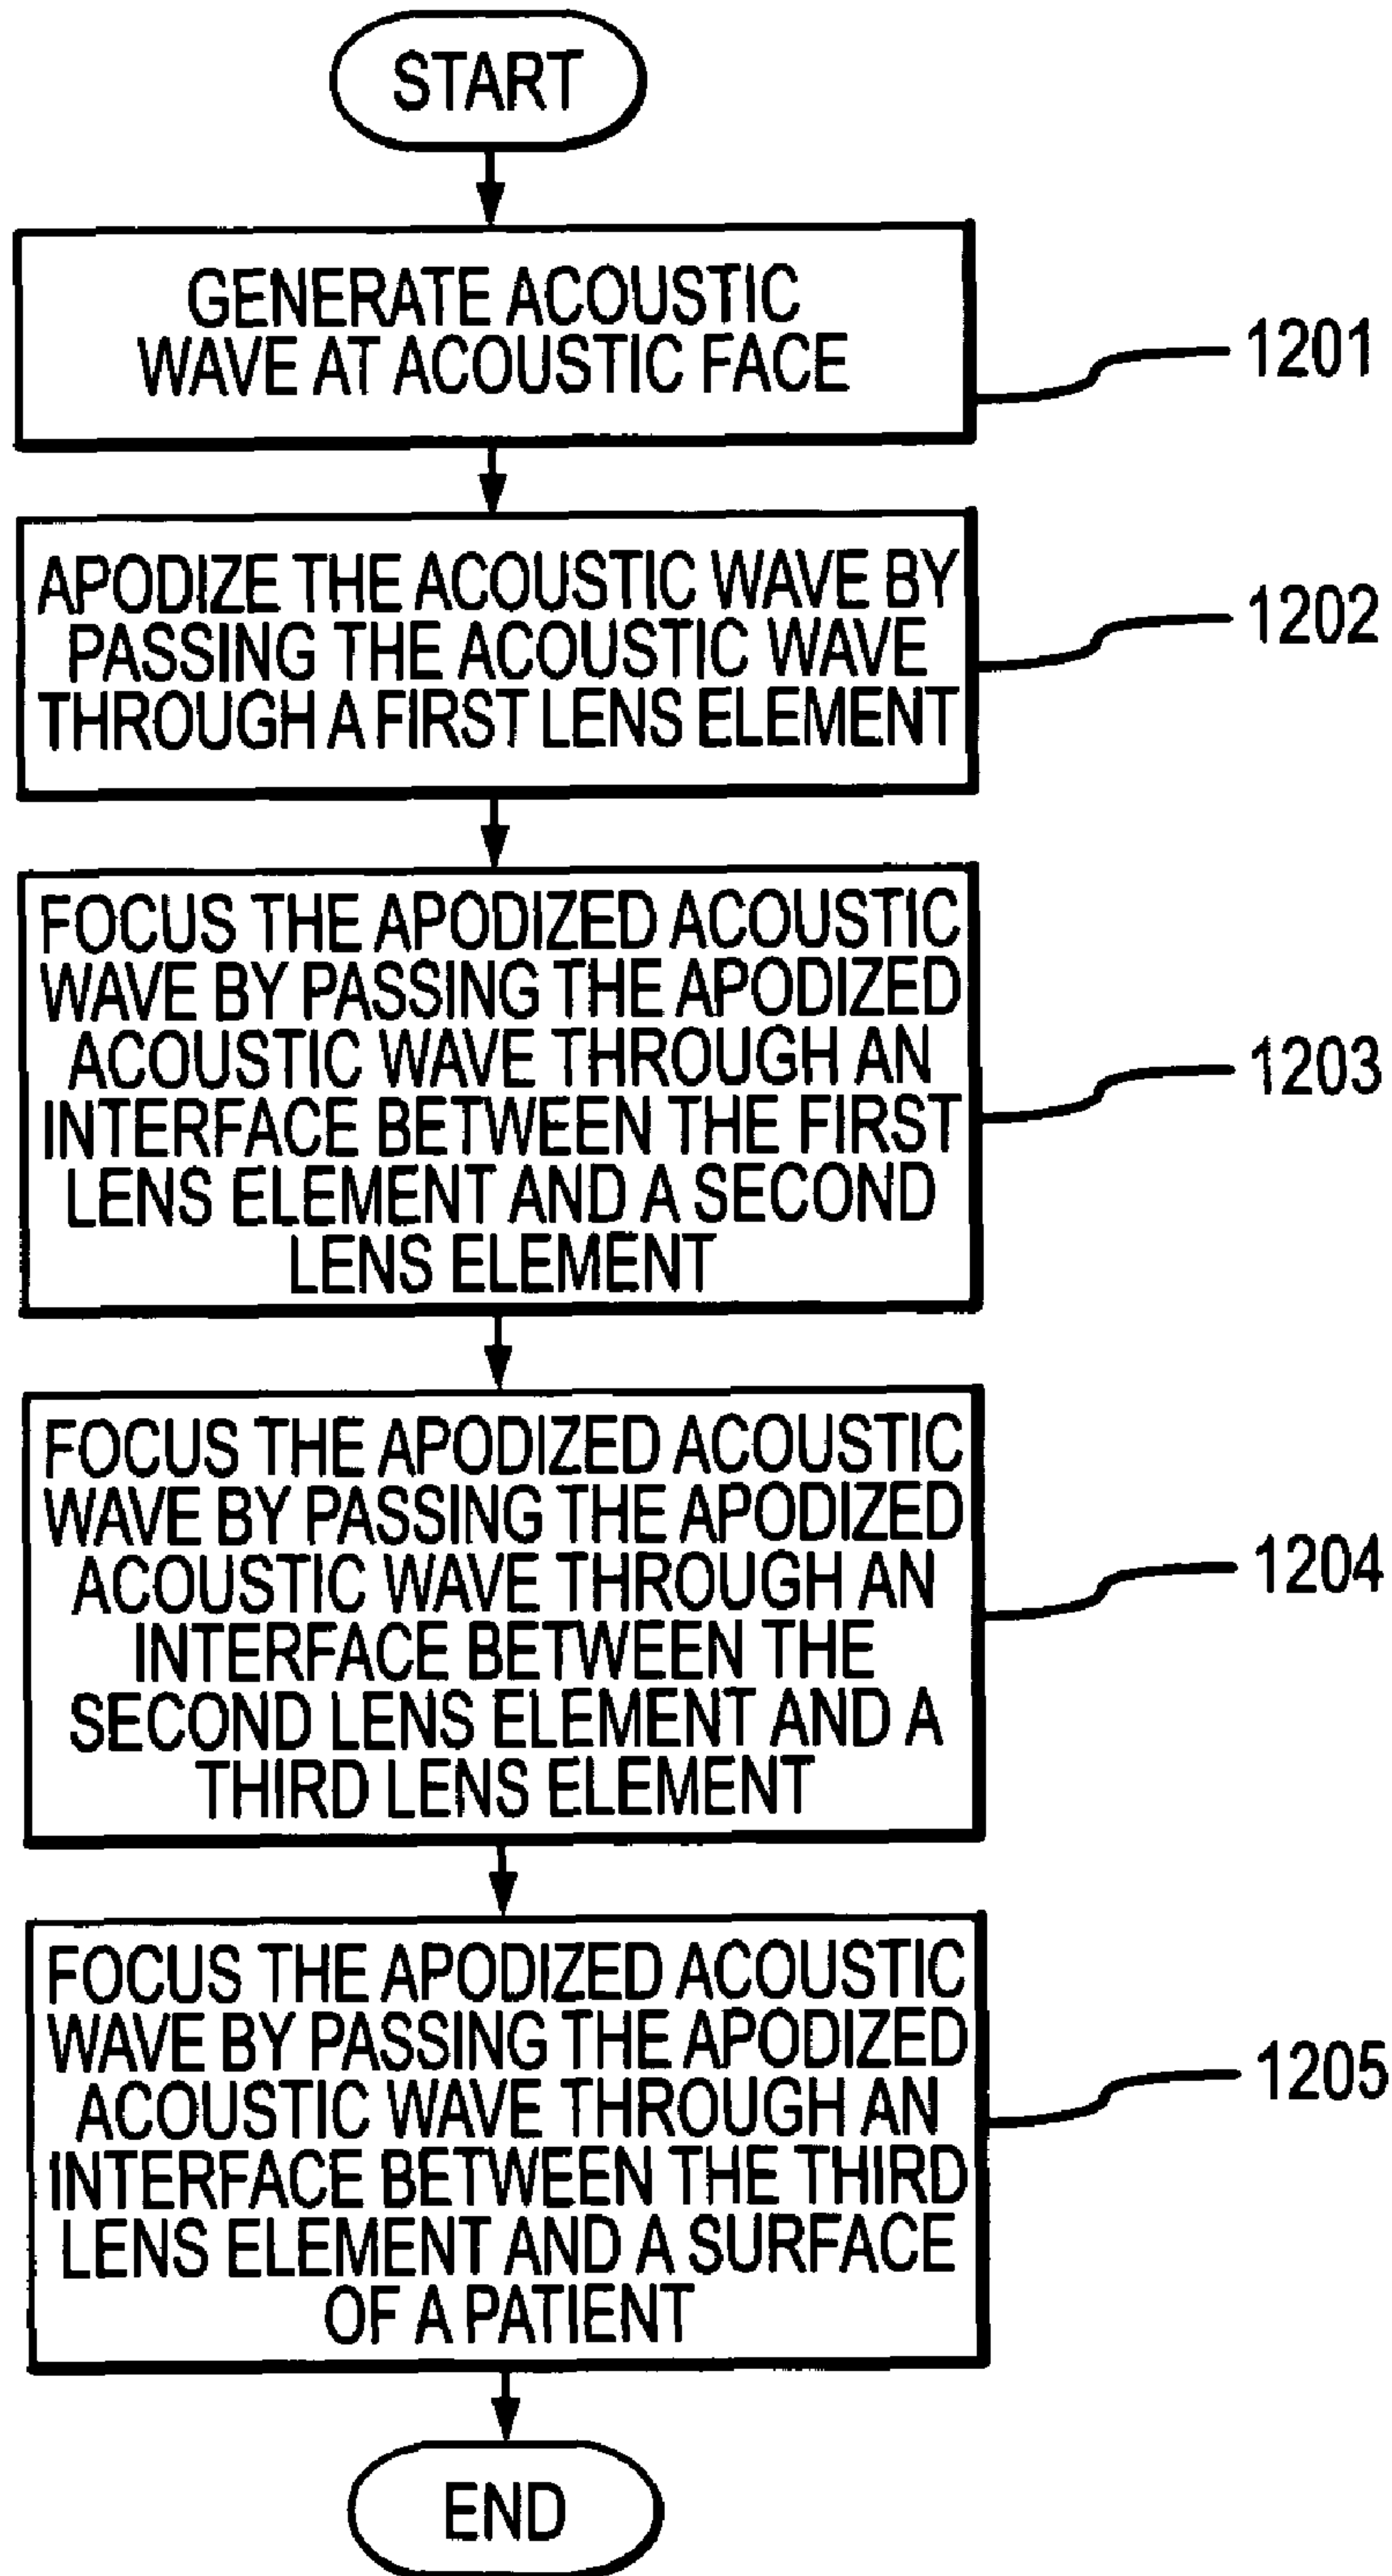 START
GENERATE ACOUSTIC
WAVE AT ACOUSTIC FACE
1201
APODIZE THE ACOUSTIC WAVE BY
PASSING THE ACOUSTIC WAVE
THROUGH A FIRST LENS ELEMENT
1202
FOCUS THE APODIZED ACOUSTIC
WAVE BY PASSING THE APODIZED
ACOUSTIC WAVE THROUGH AN
INTERFACE BETWEEN THE FIRST
LENS ELEMENT AND A SECOND
LENS ELEMENT
1203
FOCUS THE APODIZED ACOUSTIC
WAVE BY PASSING THE APODIZED
ACOUSTIC WAVE THROUGH AN
INTERFACE BETWEEN THE
SECOND LENS ELEMENT AND A
THIRD LENS ELEMENT
1204
FOCUS THE APODIZED ACOUSTIC
WAVE BY PASSING THE APODIZED
ACOUSTIC WAVE THROUGH AN
INTERFACE BETWEEN THE THIRD
LENS ELEMENT AND A SURFACE
OF A PATIENT
1205
END